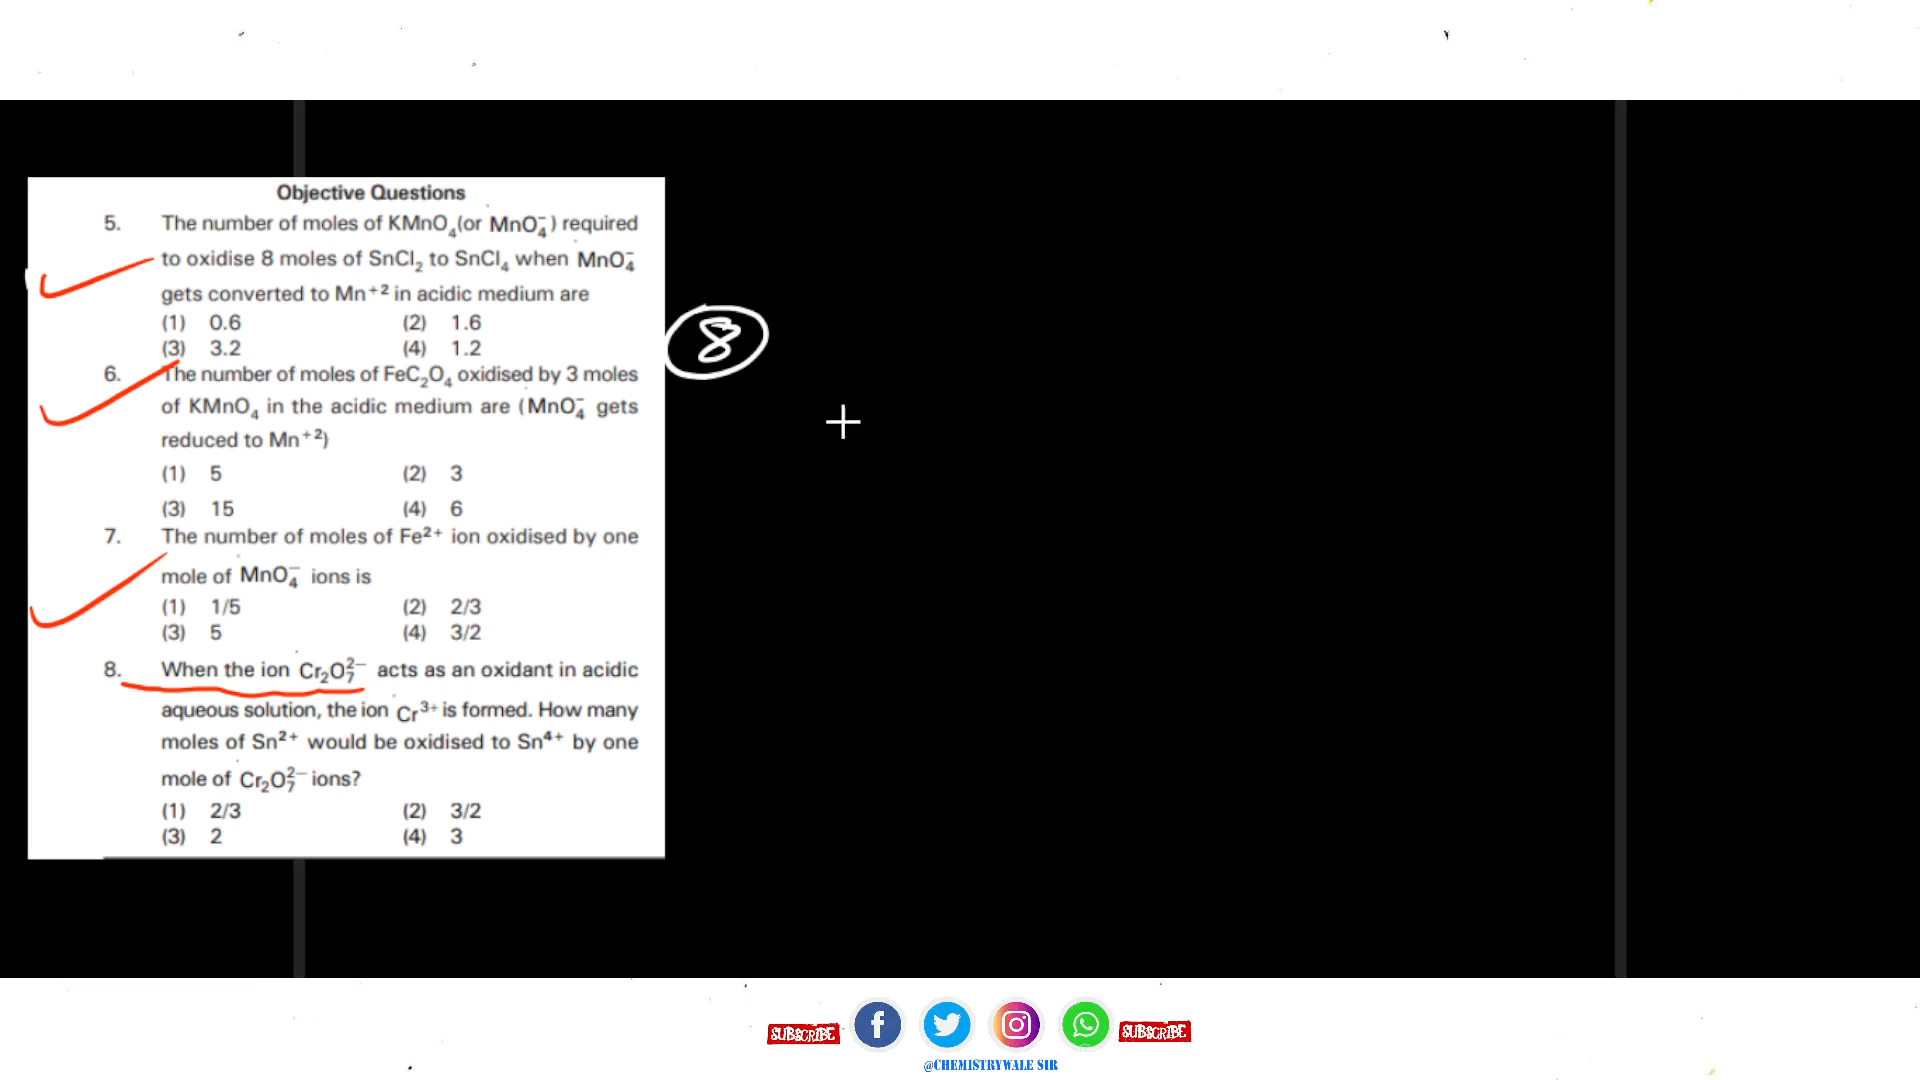 Objective Questions
5. The number of moles of KMnO₄(or MnO₄⁻) required
to oxidise 8 moles of SnCl₂ to SnCl₄ when MnO₄⁻
gets converted to Mn⁺² in acidic medium are
(1) 0.6 (2) 1.6
(3) 3.2 (4) 1.2
6. The number of moles of FeC₂O₄ oxidised by 3 moles
of KMnO₄ in the acidic medium are (MnO₄⁻ gets
reduced to Mn⁺²)
(1) 5 (2) 3
(3) 15 (4) 6
7. The number of moles of Fe²⁺ ion oxidised by one
mole of MnO₄⁻ ions is
(1) 1/5 (2) 2/3
(3) 5 (4) 3/2
8. When the ion Cr₂O₇²⁻ acts as an oxidant in acidic
aqueous solution, the ion Cr³⁺ is formed. How many
moles of Sn²⁺ would be oxidised to Sn⁴⁺ by one
mole of Cr₂O₇²⁻ ions?
(1) 2/3 (2) 3/2
(3) 2 (4) 3
8
SUBSCRIBE SUBSCRIBE
@CHEMISTRYWALE SIR